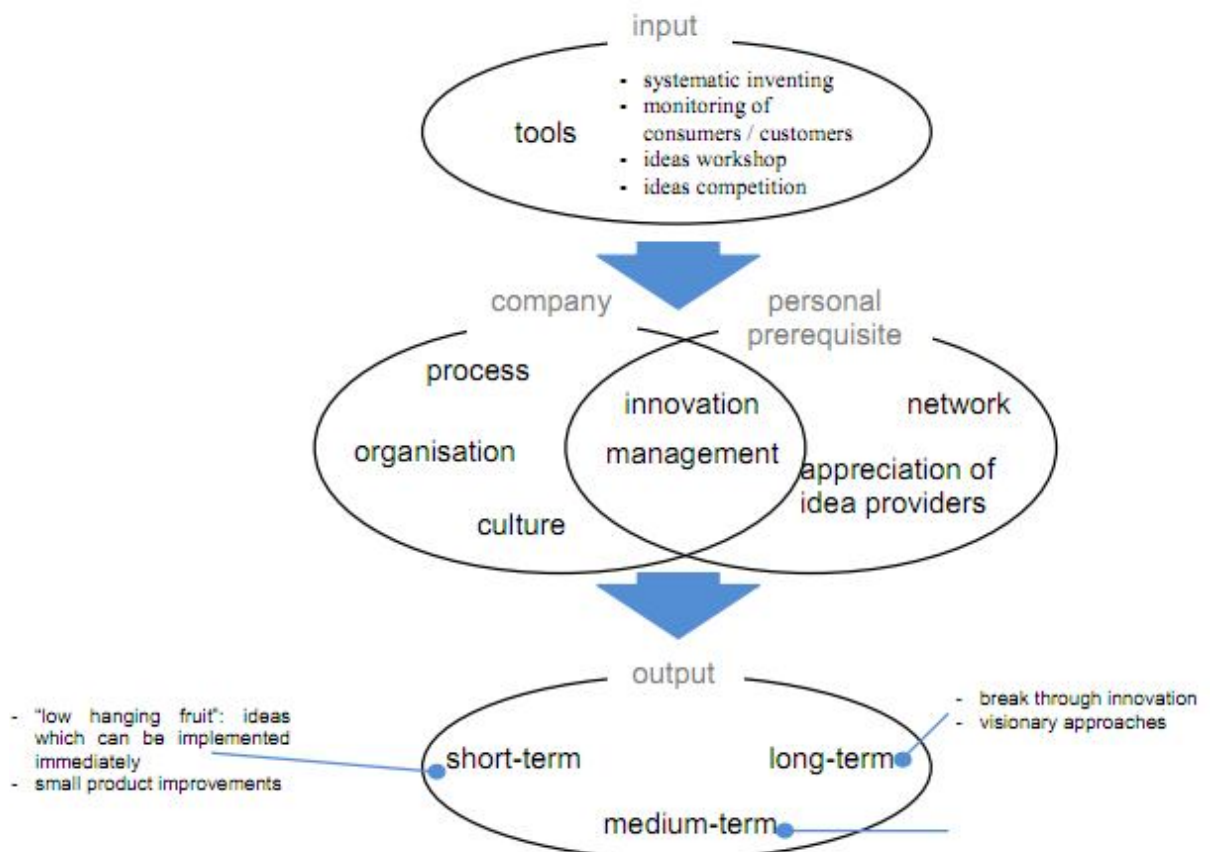 input
tools
- systematic inventing
- monitoring of
consumers / customers
- ideas workshop
- ideas competition
company
personal
prerequisite
process
organisation
culture
innovation
management
network
appreciation of
idea providers
output
- "low hanging fruit": ideas
which can be implemented
immediately
- small product improvements
short-term
long-term
- break through innovation
- visionary approaches
medium-term